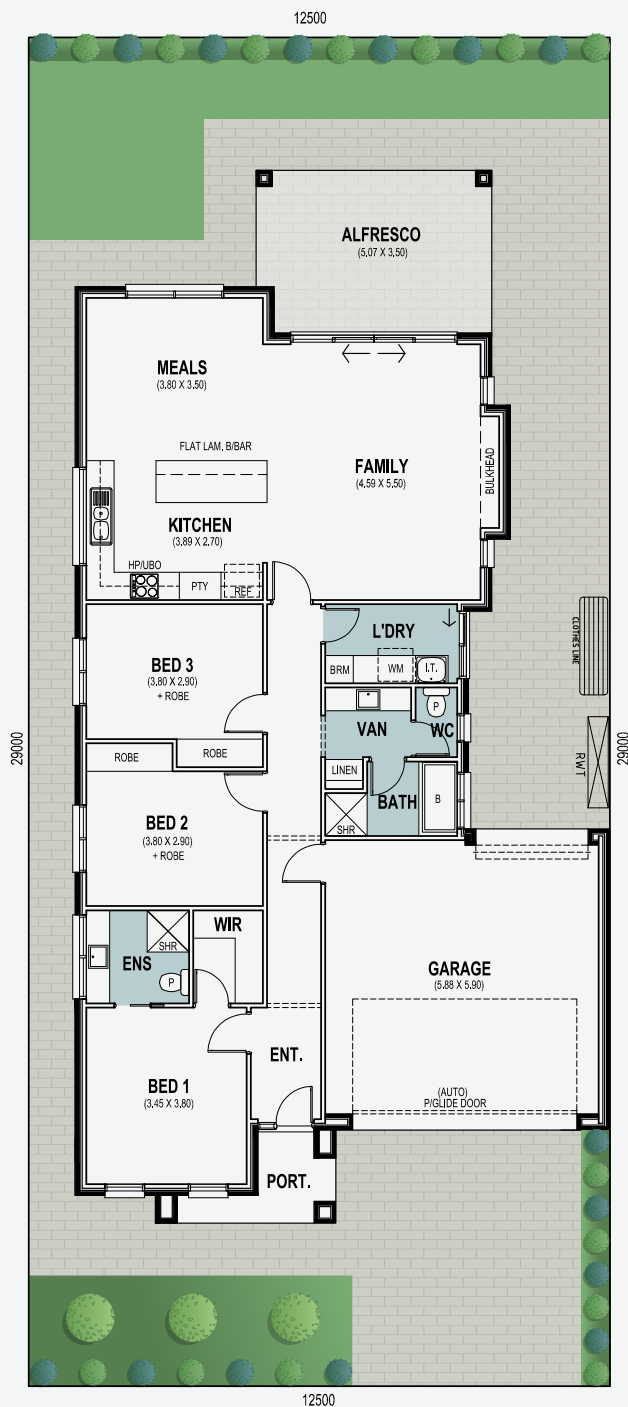 12500
ALFRESCO
(5.07 X 3.50)
MEALS
(3.80 X 3.50)
FLAT LAM. B/BAR
FAMILY
(4.59 X 5.50)
BULKHEAD
KITCHEN
(3.89 X 2.70)
HP/UBO
PTY
REF
L'DRY
BRM
WM
I.T.
CLOTHES LINE
BED 3
(3.80 X 2.90)
+ ROBE
VAN
P
WC
29000
29000
ROBE
ROBE
LINEN
RWT
BED 2
(3.80 X 2.90)
+ ROBE
BATH
B
SHR
WIR
SHR
ENS
P
GARAGE
(5.88 X 5.90)
ENT.
BED 1
(3.45 X 3.80)
(AUTO)
P/GLIDE DOOR
PORT.
12500